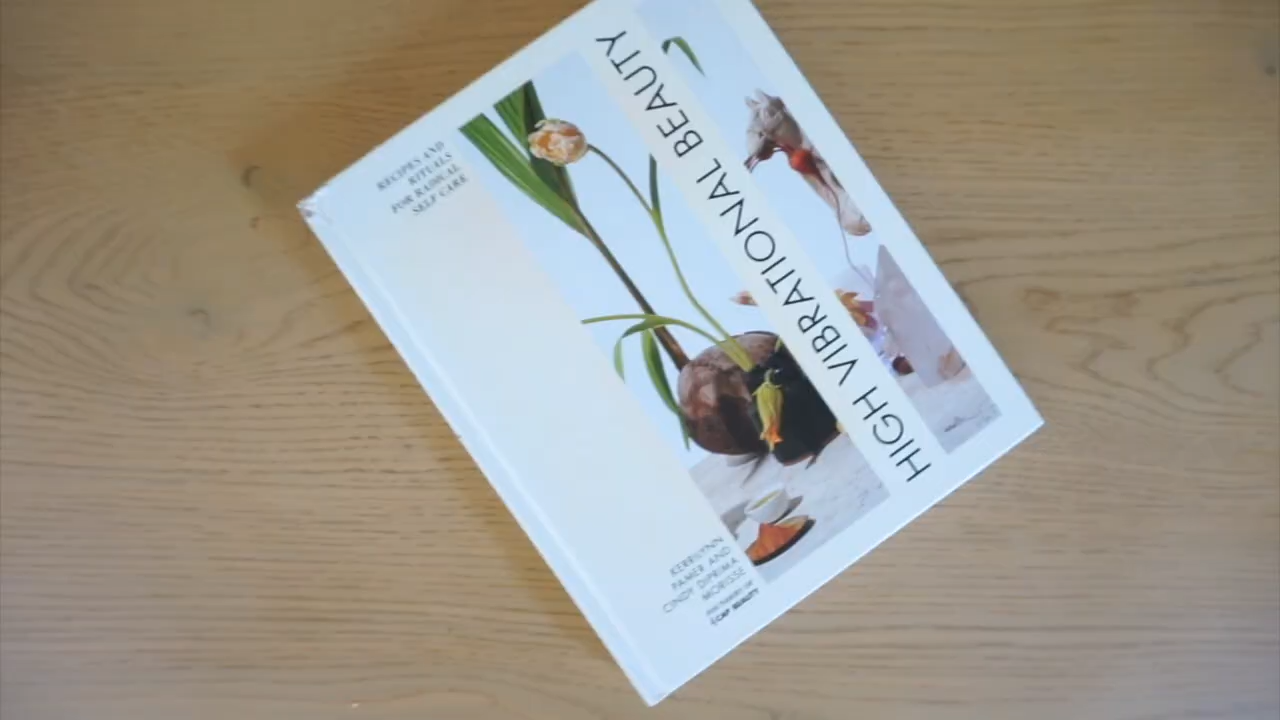 HIGH VIBRATIONAL BEAUTY
RECIPES AND
RITUALS
FOR RADICAL
SELF CARE
KERRILYNN
PAMER AND
CINDY DIPRIMA
MORISSE